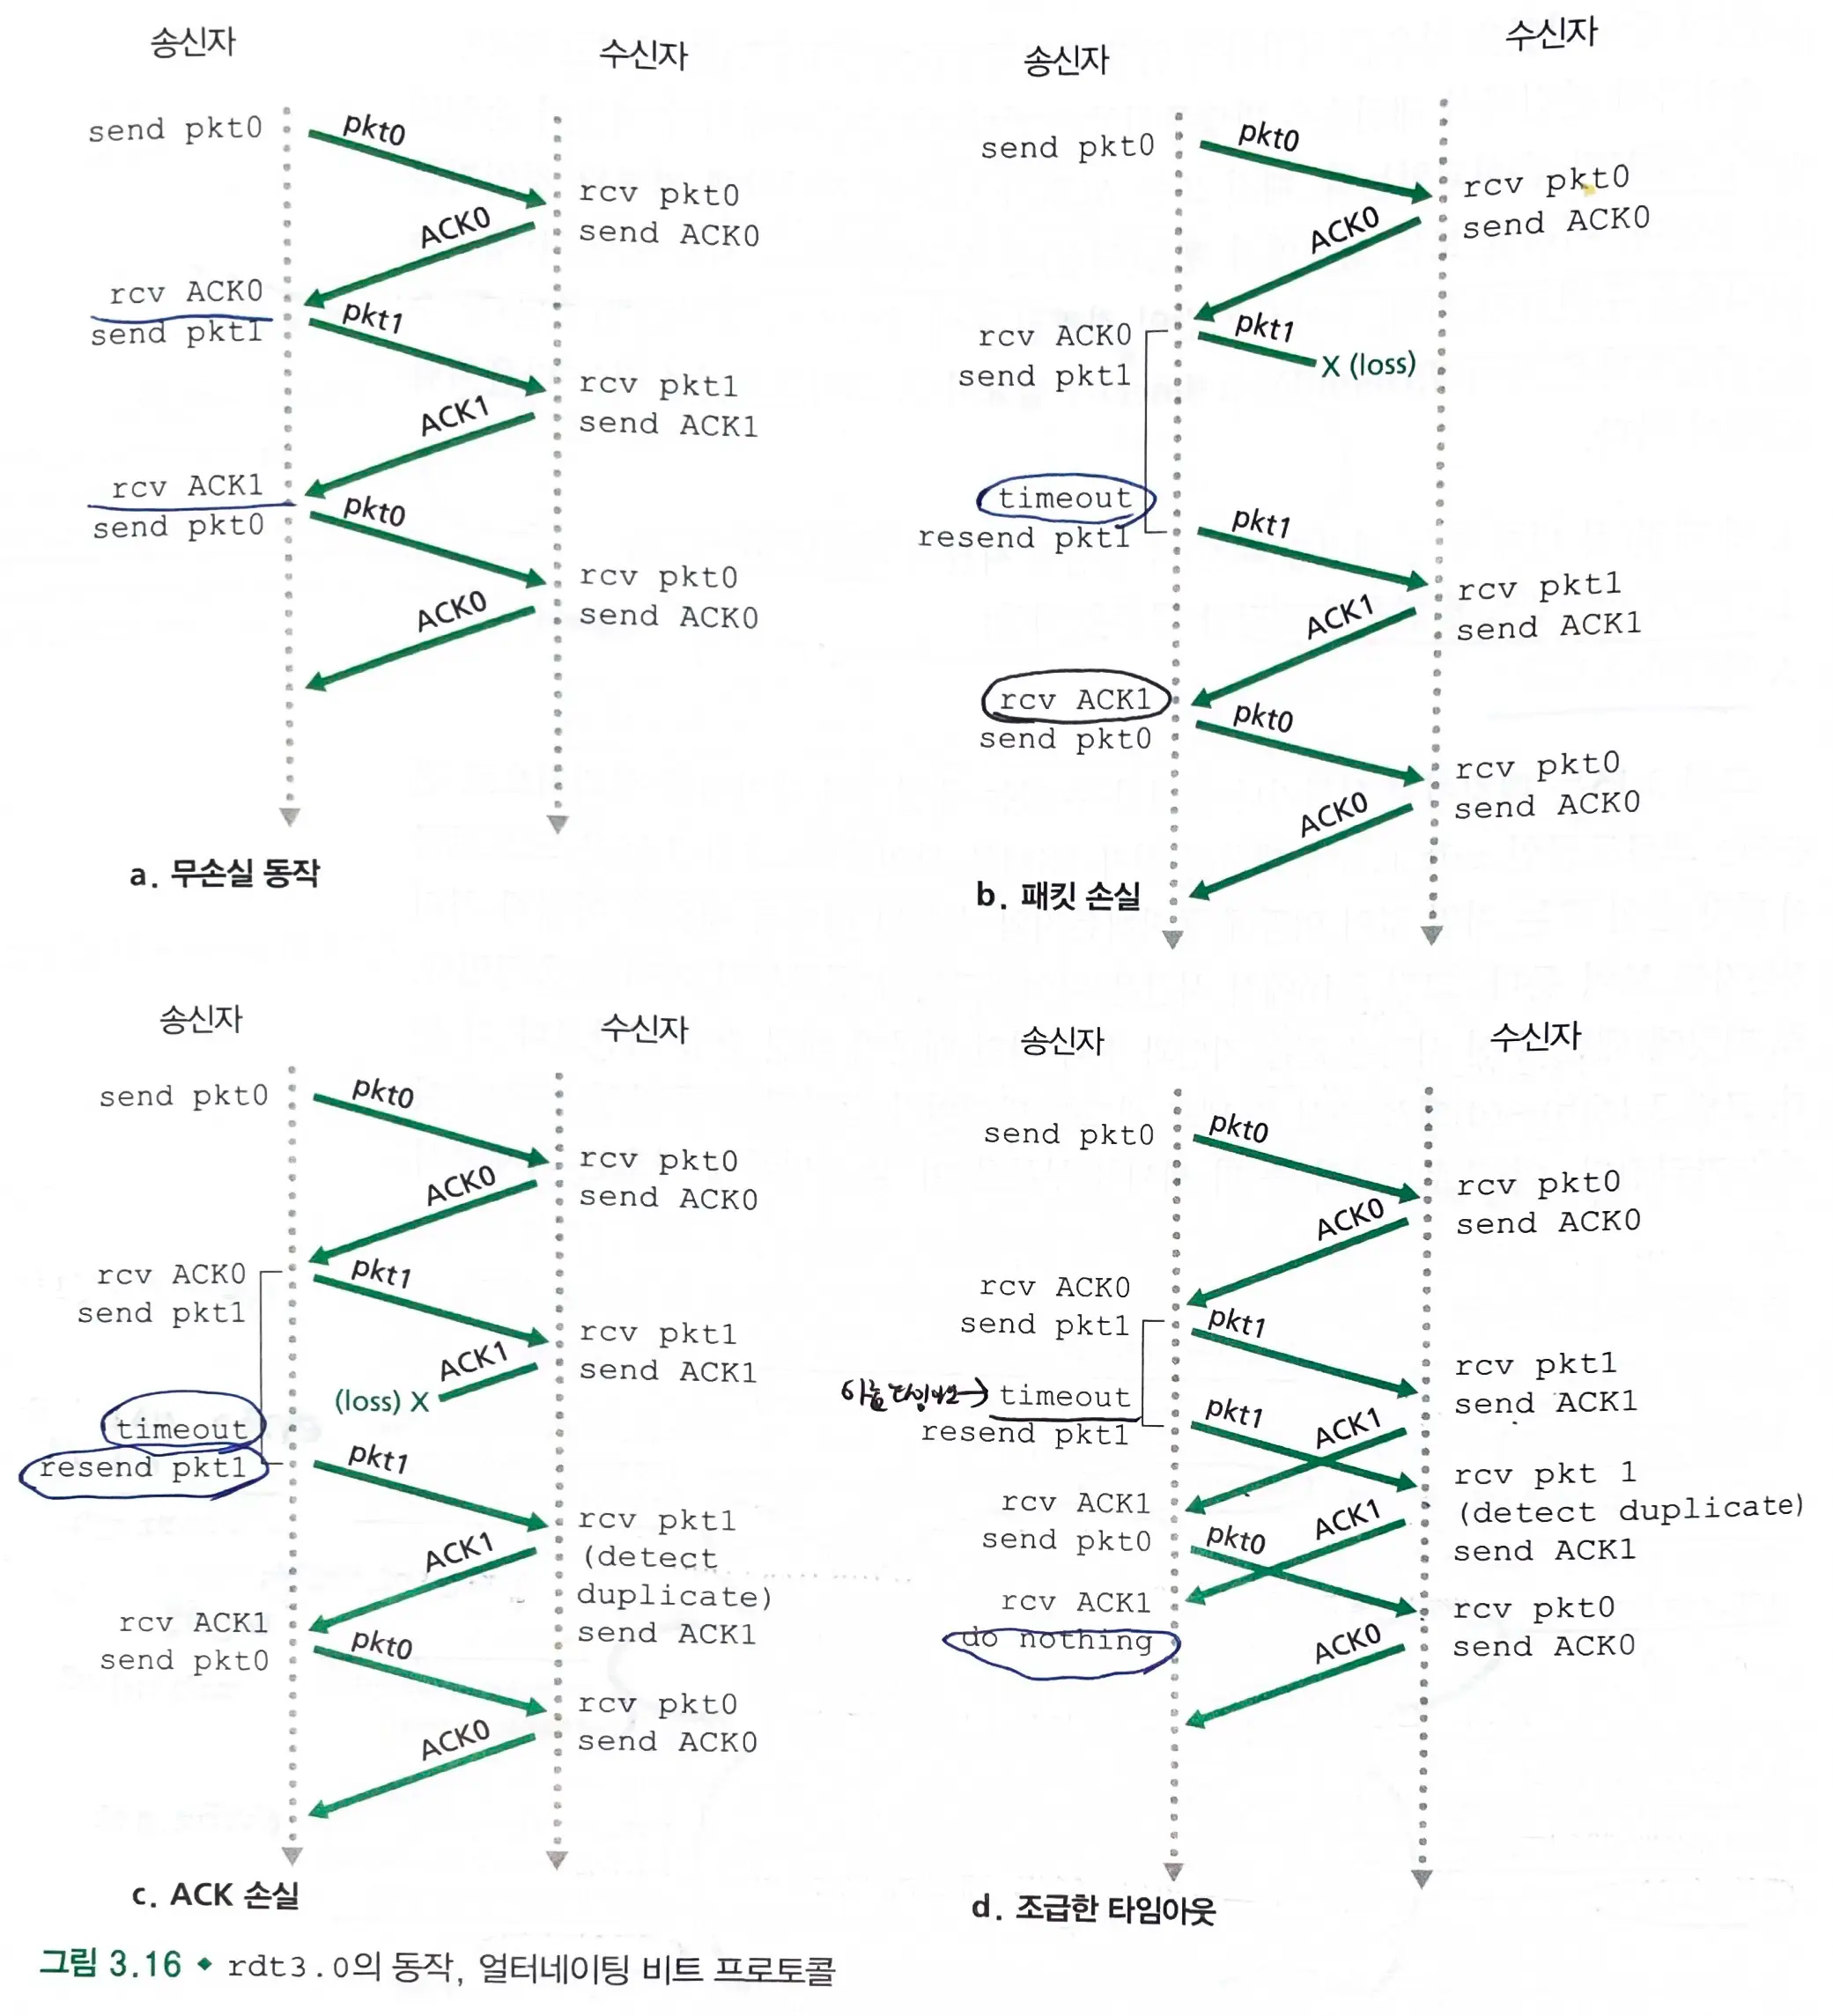 송신자
수신자
send pkt0
pkt0
rcv pkt0
send ACK0
ACK0
rcv ACK0
send pkt1
pkt1
rcv pkt1
send ACK1
ACK1
rcv ACK1
send pkt0
pkt0
rcv pkt0
send ACK0
ACK0
a. 무손실 동작
송신자
수신자
send pkt0
pkt0
rcv pkt0
send ACK0
ACK0
rcv ACK0
send pkt1
pkt1
X (loss)
timeout
resend pkt1
pkt1
rcv pkt1
send ACK1
ACK1
rcv ACK1
send pkt0
pkt0
rcv pkt0
send ACK0
ACK0
b. 패킷 손실
송신자
수신자
send pkt0
pkt0
rcv pkt0
send ACK0
ACK0
rcv ACK0
send pkt1
pkt1
rcv pkt1
send ACK1
ACK1
(loss) X
timeout
resend pkt1
pkt1
rcv pkt1
(detect
duplicate)
send ACK1
ACK1
rcv ACK1
send pkt0
pkt0
rcv pkt0
send ACK0
ACK0
c. ACK 손실
송신자
수신자
send pkt0
pkt0
rcv pkt0
send ACK0
ACK0
rcv ACK0
send pkt1
pkt1
rcv pkt1
send ACK1
ACK1
timeout
resend pkt1
pkt1
rcv pkt 1
(detect duplicate)
send ACK1
ACK1
rcv ACK1
send pkt0
pkt0
rcv ACK1
do nothing
rcv pkt0
send ACK0
ACK0
d. 조급한 타임아웃
그림 3.16 ◆ rdt3.0의 동작, 얼터네이팅 비트 프로토콜